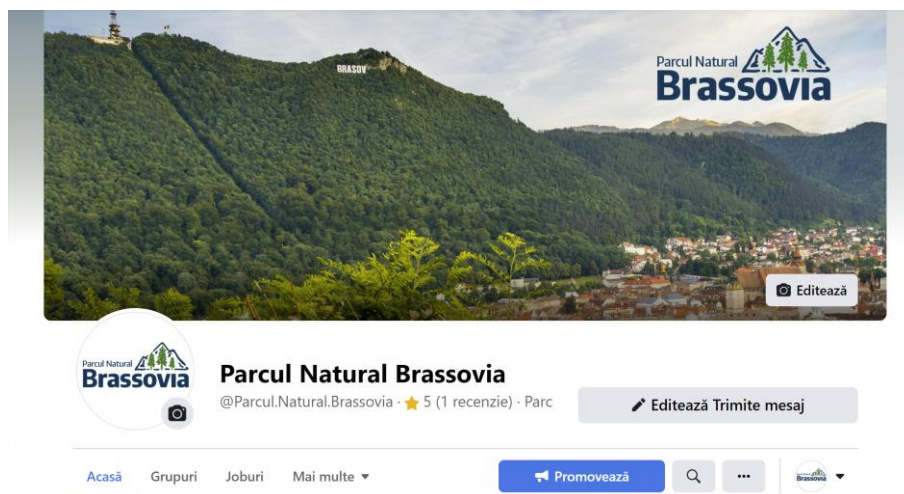 BRASOV
Parcul Natural
Brassovia
Editează
Parcul Natural
Brassovia
Parcul Natural Brassovia
@Parcul.Natural.Brassovia · 5 (1 recenzie) · Parc
Editează Trimite mesaj
Acasă Grupuri Joburi Mai multe
Promovează
Brassovia